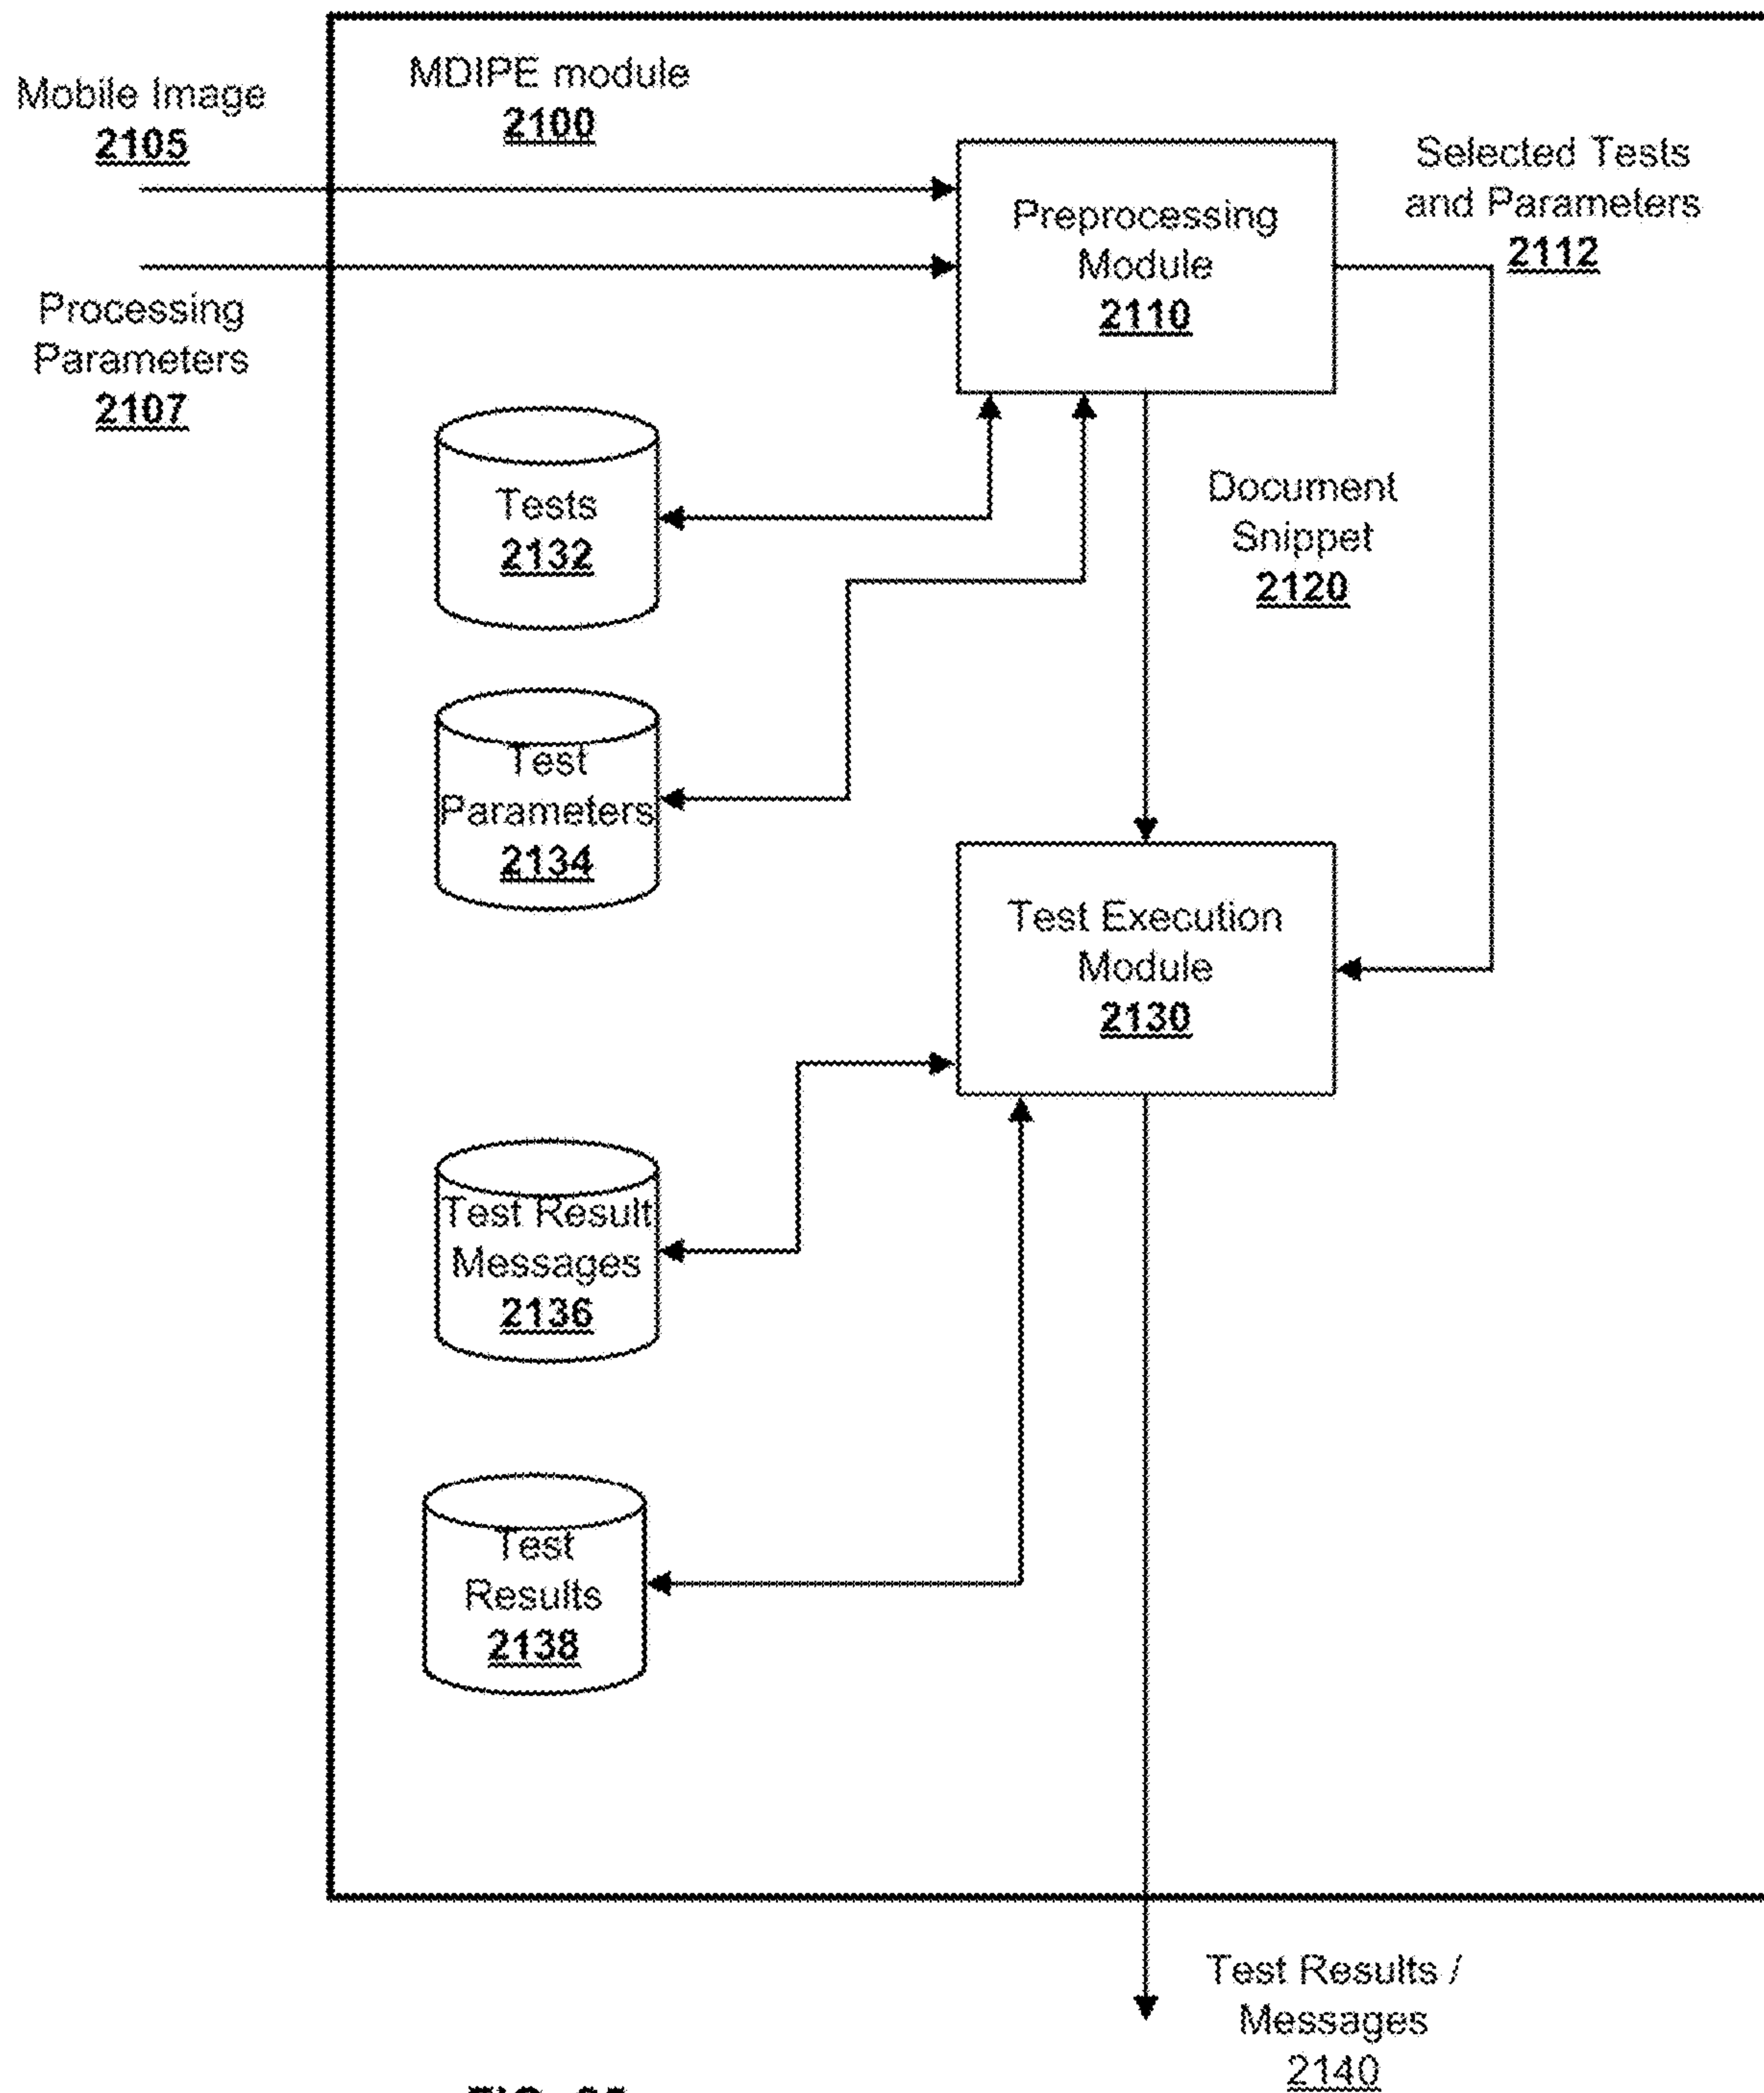 MDIPE module
2100
Mobile Image
2105
Processing
Parameters
2107
Preprocessing
Module
2110
Selected Tests
and Parameters
2112
Tests
2132
Document
Snippet
2120
Test
Parameters
2134
Test Execution
Module
2130
Test Result
Messages
2136
Test
Results
2138
Test Results /
Messages
2140